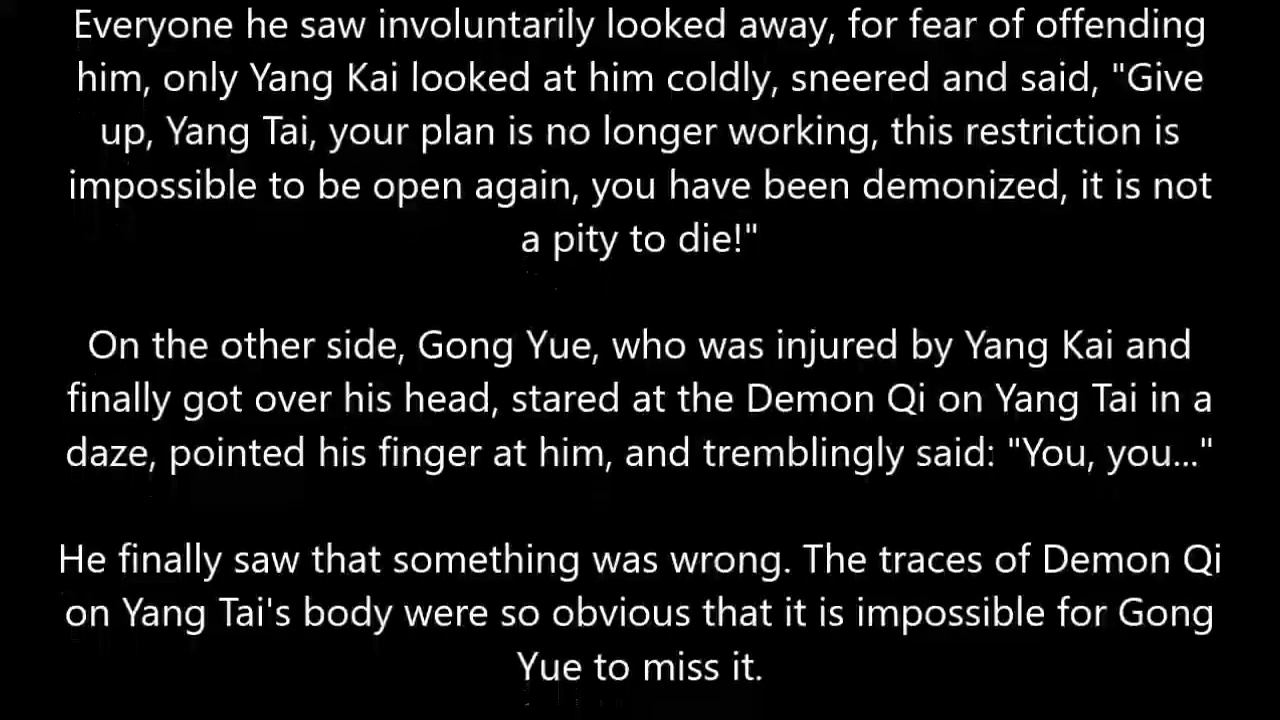 Everyone he saw involuntarily looked away, for fear of offending
him, only Yang Kai looked at him coldly, sneered and said, "Give
up, Yang Tai, your plan is no longer working, this restriction is
impossible to be open again, you have been demonized, it is not
a pity to die!"
On the other side, Gong Yue, who was injured by Yang Kai and
finally got over his head, stared at the Demon Qi on Yang Tai in a
daze, pointed his finger at him, and tremblingly said: "You, you..."
He finally saw that something was wrong. The traces of Demon Qi
on Yang Tai's body were so obvious that it is impossible for Gong
Yue to miss it.